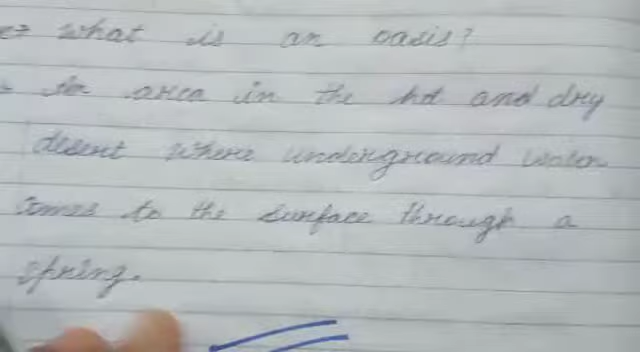 what is an oasis?
An area in the hot and dry
desert where underground water
comes to the surface through a
spring.